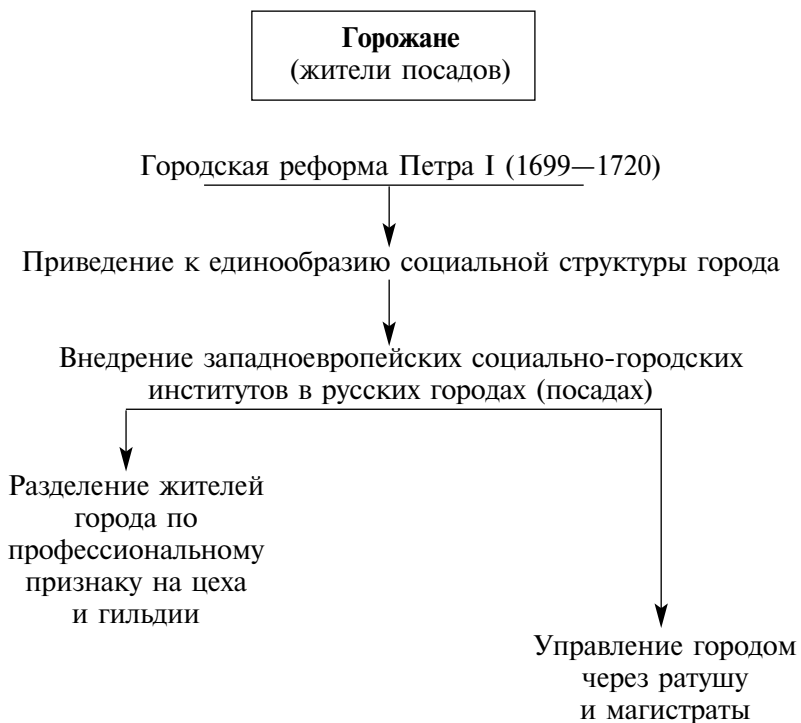 Горожане
(жители посадов)
Городская реформа Петра I (1699—1720)
Приведение к единообразию социальной структуры города
Внедрение западноевропейских социально-городских
институтов в русских городах (посадах)
Разделение жителей
города по
профессиональному
признаку на цеха
и гильдии
Управление городом
через ратушу
и магистраты